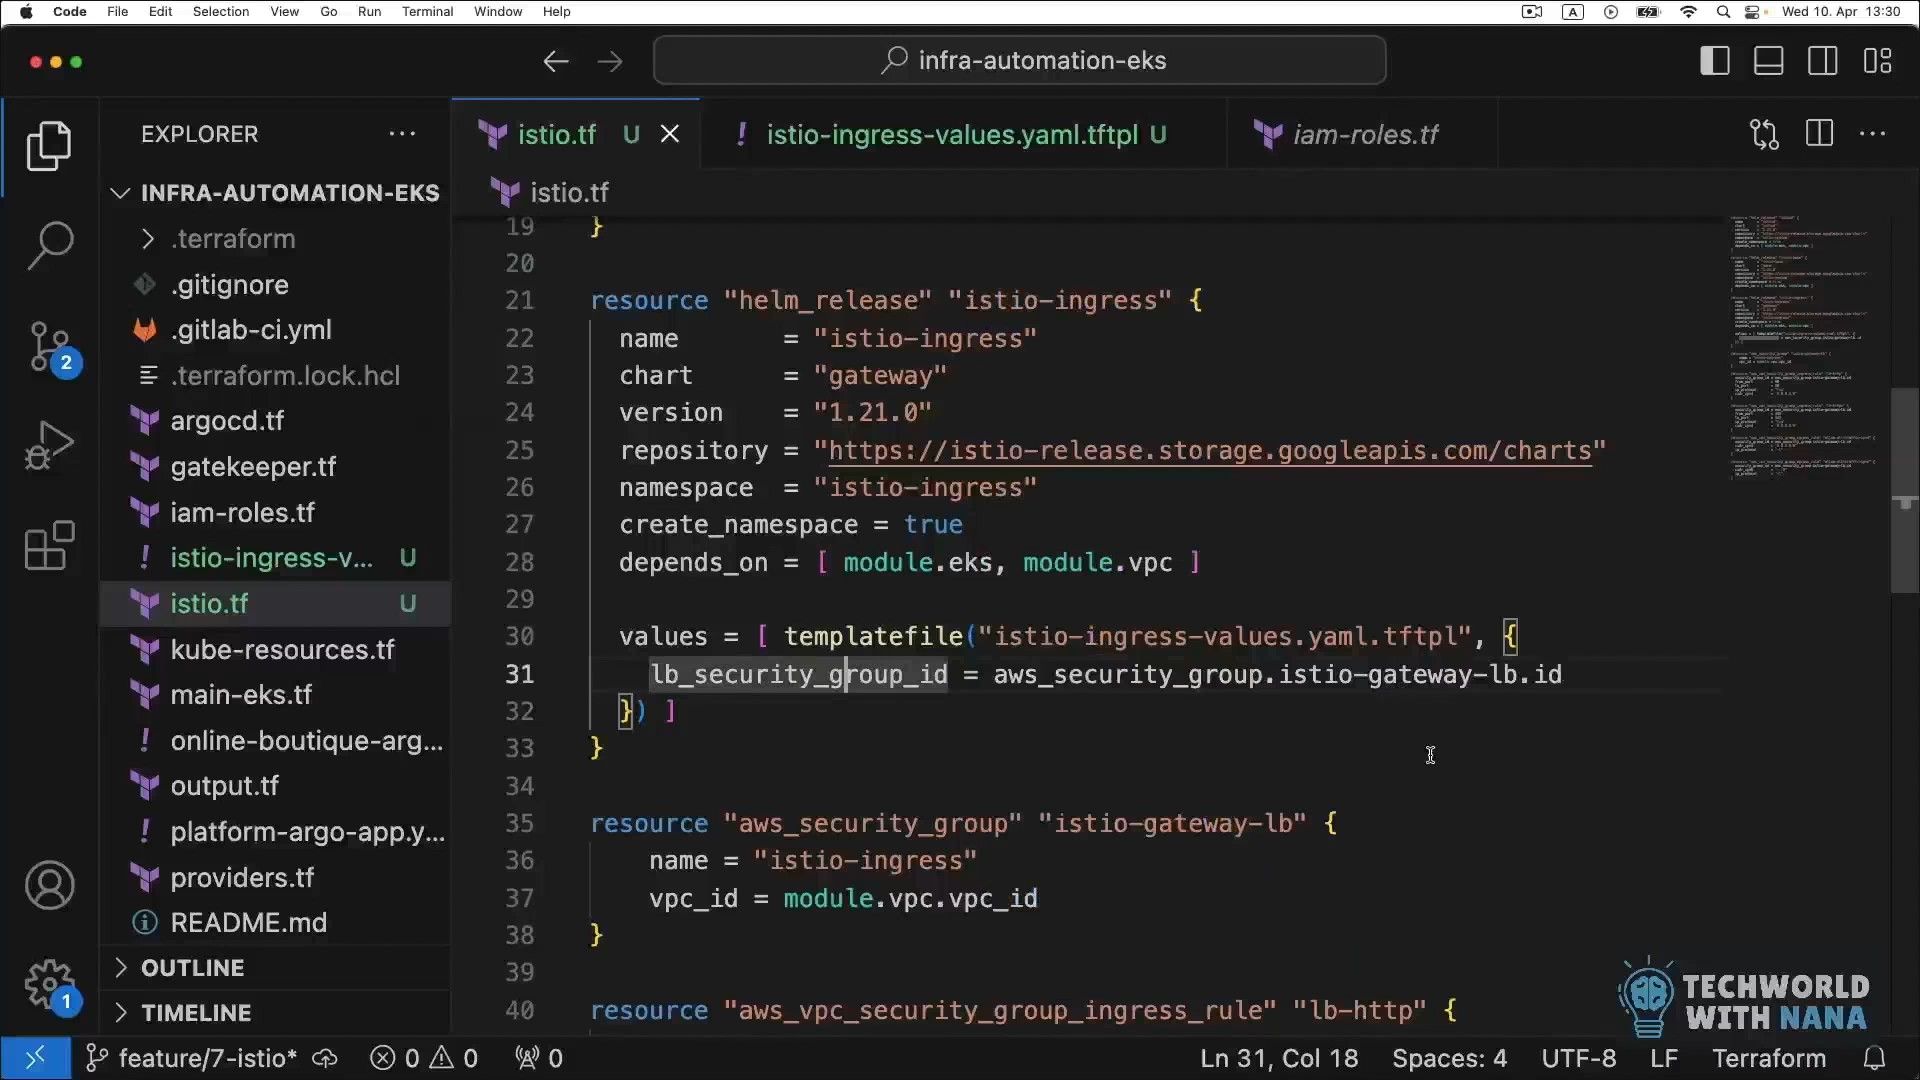 Code File Edit Selection View Go Run Terminal Window Help A Wed 10. Apr 13:30
infra-automation-eks
EXPLORER
istio.tf U
istio-ingress-values.yaml.tftpl U
iam-roles.tf
INFRA-AUTOMATION-EKS
.terraform
.gitignore
.gitlab-ci.yml
.terraform.lock.hcl
argocd.tf
gatekeeper.tf
iam-roles.tf
istio-ingress-v... U
istio.tf U
kube-resources.tf
main-eks.tf
online-boutique-arg...
output.tf
platform-argo-app.y...
providers.tf
README.md
OUTLINE
TIMELINE
2
1
istio.tf
19 }
20
21 resource "helm_release" "istio-ingress" {
22 name = "istio-ingress"
23 chart = "gateway"
24 version = "1.21.0"
25 repository = "https://istio-release.storage.googleapis.com/charts"
26 namespace = "istio-ingress"
27 create_namespace = true
28 depends_on = [ module.eks, module.vpc ]
29
30 values = [ templatefile("istio-ingress-values.yaml.tftpl", {
31 lb_security_group_id = aws_security_group.istio-gateway-lb.id
32 }) ]
33 }
34
35 resource "aws_security_group" "istio-gateway-lb" {
36 name = "istio-ingress"
37 vpc_id = module.vpc.vpc_id
38 }
39
40 resource "aws_vpc_security_group_ingress_rule" "lb-http" {
TECHWORLD
WITH NANA
feature/7-istio* 0 0 0 Ln 31, Col 18 Spaces: 4 UTF-8 LF Terraform